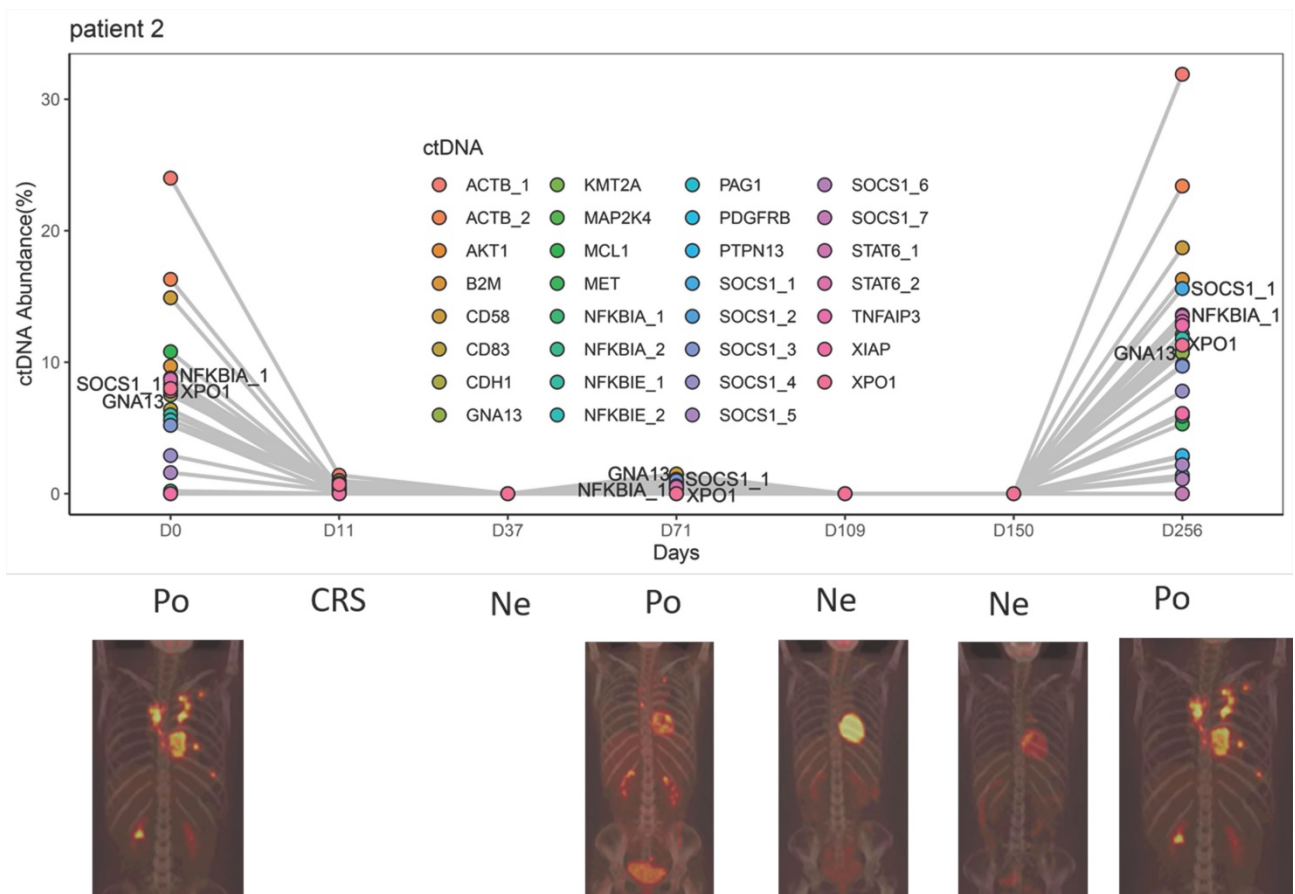 patient 2
ctDNA Abundance(%)
30
20
10
0
ctDNA
ACTB_1 KMT2A PAG1 SOCS1_6
ACTB_2 MAP2K4 PDGFRB SOCS1_7
AKT1 MCL1 PTPN13 STAT6_1
B2M MET SOCS1_1 STAT6_2
CD58 NFKBIA_1 SOCS1_2 TNFAIP3
CD83 NFKBIA_2 SOCS1_3 XIAP
CDH1 NFKBIE_1 SOCS1_4 XPO1
GNA13 NFKBIE_2 SOCS1_5
NFKBIA_1
SOCS1_1 XPO1
GNA13
GNA13 SOCS1_1
NFKBIA_1 XPO1
SOCS1_1
NFKBIA_1
GNA13 XPO1
D0 D11 D37 D71 D109 D150 D256
Days
Po CRS Ne Po Ne Ne Po